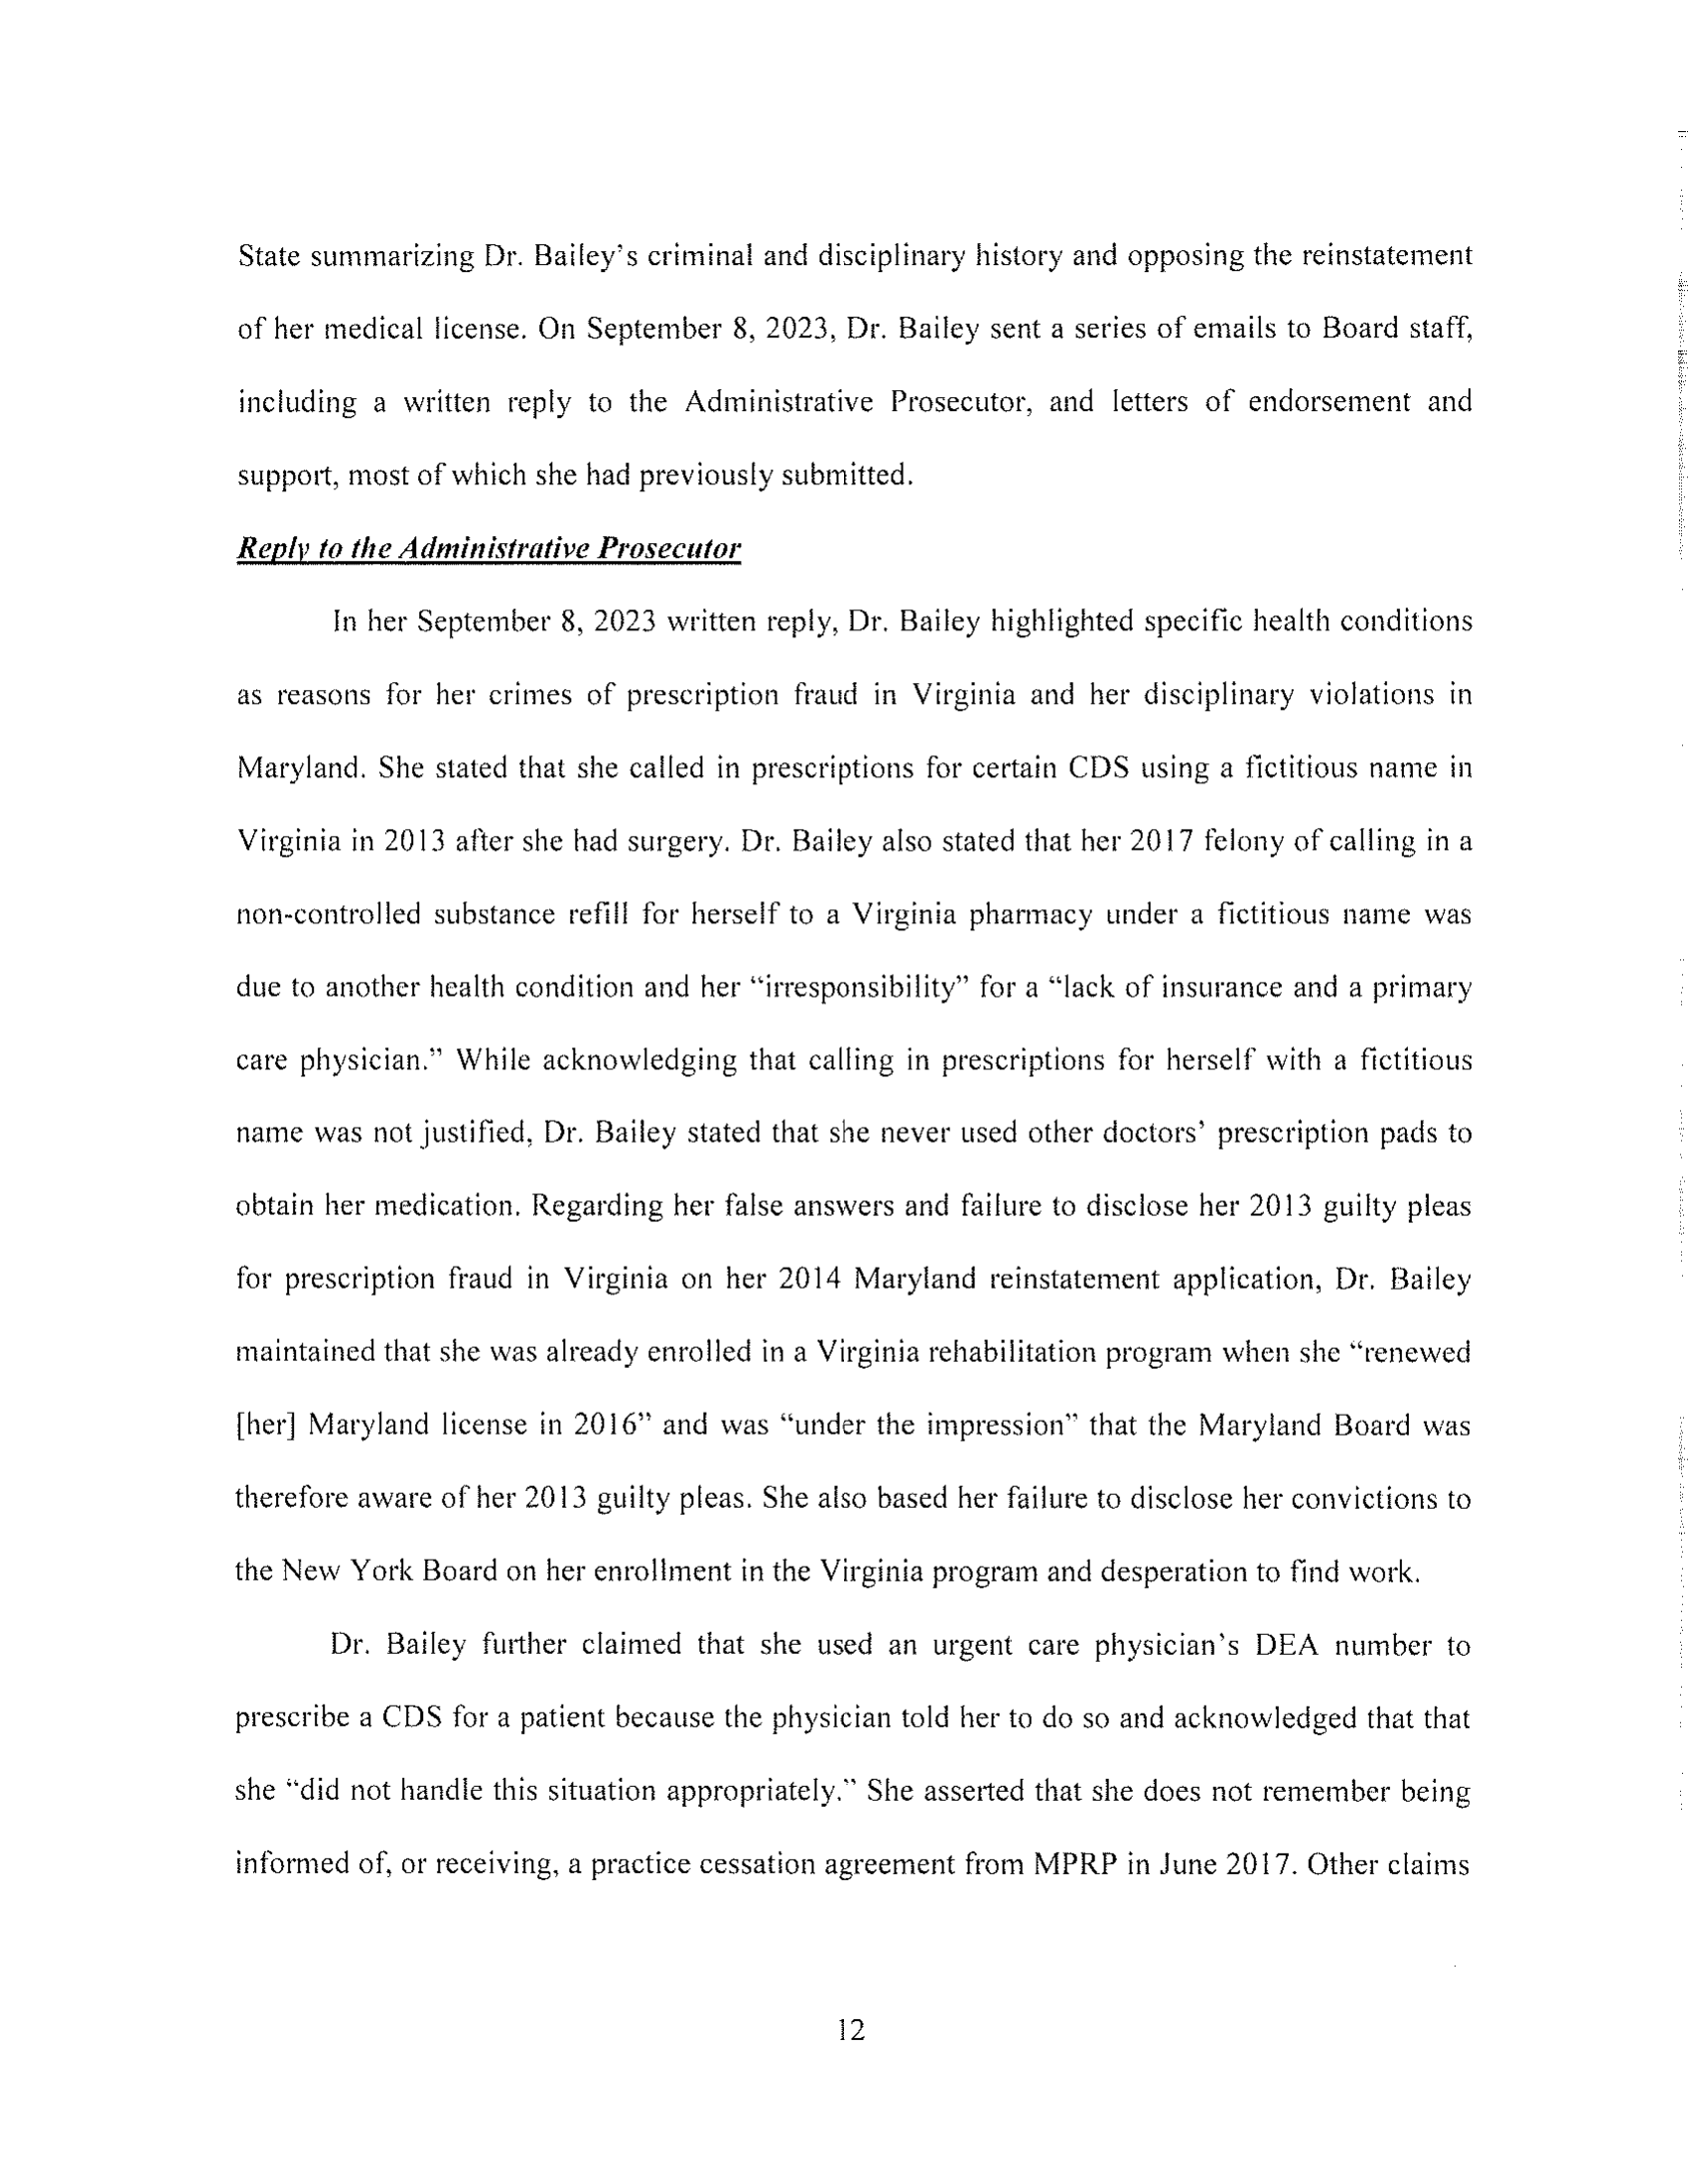 State summarizing Dr. Bailey's criminal and disciplinary history and opposing the reinstatement
of her medical license. On September 8, 2023, Dr. Bailey sent a series of emails to Board staff,
including a written reply to the Administrative Prosecutor, and letters of endorsement and
support, most of which she had previously submitted.
Reply to the Administrative Prosecutor
In her September 8, 2023 written reply, Dr. Bailey highlighted specific health conditions
as reasons for her crimes of prescription fraud in Virginia and her disciplinary violations in
Maryland. She stated that she called in prescriptions for certain CDS using a fictitious name in
Virginia in 2013 after she had surgery. Dr. Bailey also stated that her 2017 felony of calling in a
non-controlled substance refill for herself to a Virginia pharmacy under a fictitious name was
due to another health condition and her “irresponsibility” for a “lack of insurance and a primary
care physician.” While acknowledging that calling in prescriptions for herself with a fictitious
name was not justified, Dr. Bailey stated that she never used other doctors’ prescription pads to
obtain her medication. Regarding her false answers and failure to disclose her 2013 guilty pleas
for prescription fraud in Virginia on her 2014 Maryland reinstatement application, Dr. Bailey
maintained that she was already enrolled in a Virginia rehabilitation program when she “renewed
[her] Maryland license in 2016” and was “under the impression” that the Maryland Board was
therefore aware of her 2013 guilty pleas. She also based her failure to disclose her convictions to
the New York Board on her enrollment in the Virginia program and desperation to find work.
Dr. Bailey further claimed that she used an urgent care physician’s DEA number to
prescribe a CDS for a patient because the physician told her to do so and acknowledged that that
she “did not handle this situation appropriately.” She asserted that she does not remember being
informed of, or receiving, a practice cessation agreement from MPRP in June 2017. Other claims
12